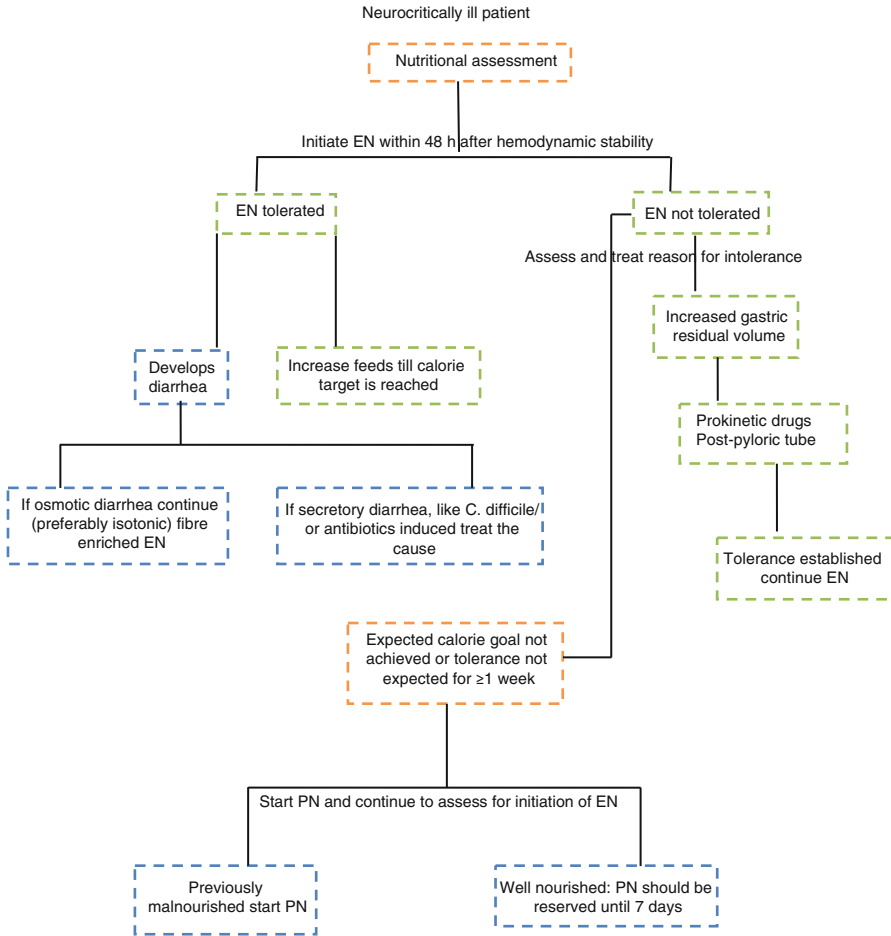 Neurocritically ill patient
Nutritional assessment
Initiate EN within 48 h after hemodynamic stability
EN tolerated
EN not tolerated
Assess and treat reason for intolerance
Increased gastric
residual volume
Develops
diarrhea
Increase feeds till calorie
target is reached
Prokinetic drugs
Post-pyloric tube
If osmotic diarrhea continue
(preferably isotonic) fibre
enriched EN
If secretory diarrhea, like C. difficile/
or antibiotics induced treat the
cause
Tolerance established
continue EN
Expected calorie goal not
achieved or tolerance not
expected for ≥1 week
Start PN and continue to assess for initiation of EN
Previously
malnourished start PN
Well nourished: PN should be
reserved until 7 days